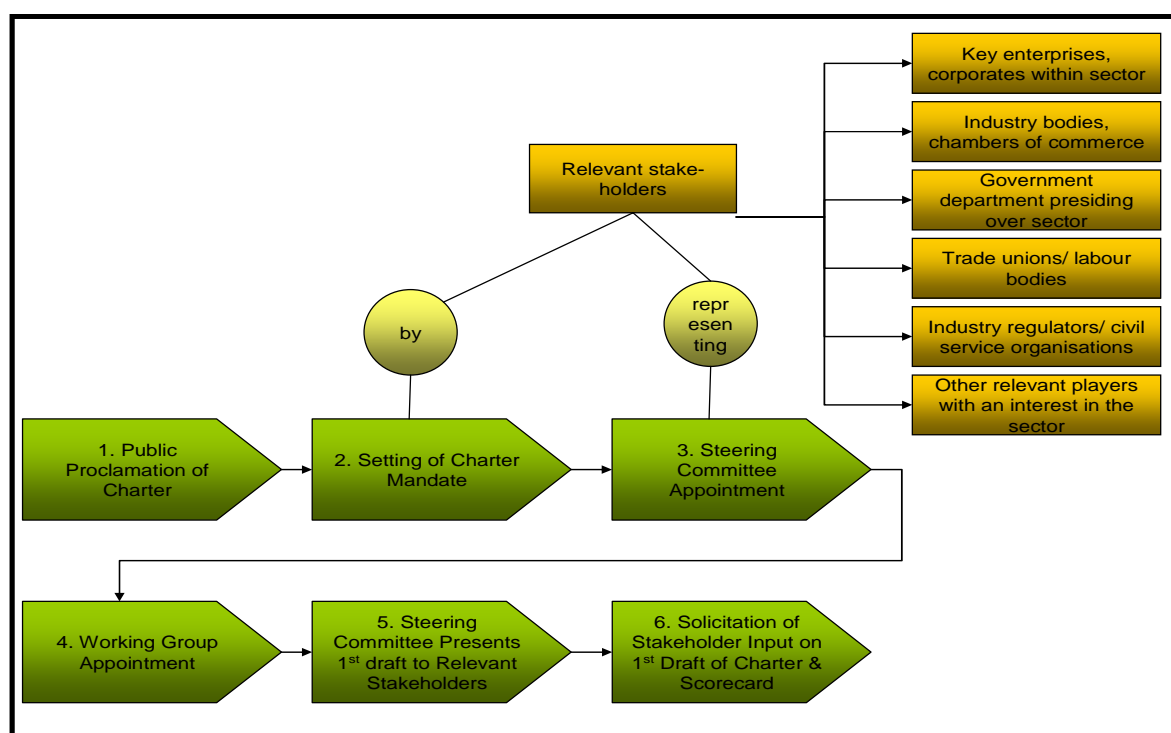 Key enterprises,
corporates within sector
Industry bodies,
chambers of commerce
Relevant stake-
holders
Government
department presiding
over sector
Trade unions/ labour
bodies
by
repr
esen
ting
Industry regulators/ civil
service organisations
Other relevant players
with an interest in the
sector
1. Public
Proclamation of
Charter
2. Setting of Charter
Mandate
3. Steering
Committee
Appointment
4. Working Group
Appointment
5. Steering
Committee Presents
1st draft to Relevant
Stakeholders
6. Solicitation of
Stakeholder Input on
1st Draft of Charter &
Scorecard